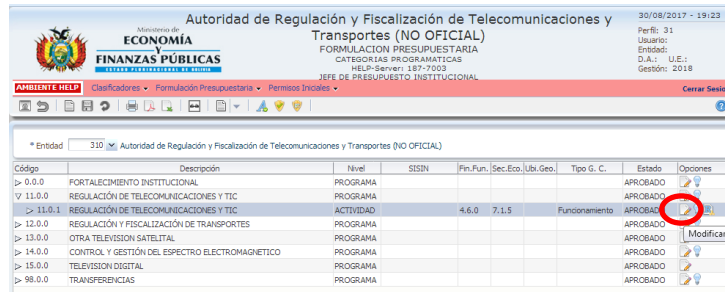 Autoridad de Regulación y Fiscalización de Telecomunicaciones y
Transportes (NO OFICIAL)
FORMULACION PRESUPUESTARIA
CATEGORIAS PROGRAMATICAS
HELP-Server: 187-7003
JEFE DE PRESUPUESTO INSTITUCIONAL
Ministerio de
ECONOMÍA
Y
FINANZAS PÚBLICAS
ESTADO PLURINACIONAL DE BOLIVIA
30/08/2017 - 19:23
Perfil: 31
Usuario:
Entidad:
D.A.: U.E.:
Gestión: 2018
AMBIENTE HELP Clasificadores Formulación Presupuestaria Permisos Iniciales Cerrar Sesio
* Entidad 310 Autoridad de Regulación y Fiscalización de Telecomunicaciones y Transportes (NO OFICIAL)
Código Descripción Nivel SISIN Fin.Fun. Sec.Eco. Ubi.Geo. Tipo G. C. Estado Opciones
0.0.0 FORTALECIMIENTO INSTITUCIONAL PROGRAMA APROBADO
11.0.0 REGULACIÓN DE TELECOMUNICACIONES Y TIC PROGRAMA APROBADO
11.0.1 REGULACIÓN DE TELECOMUNICACIONES Y TIC ACTIVIDAD 4.6.0 7.1.5 Funcionamiento APROBADO
12.0.0 REGULACIÓN Y FISCALIZACIÓN DE TRANSPORTES PROGRAMA APROBADO Modificar
13.0.0 OTRA TELEVISION SATELITAL PROGRAMA APROBADO
14.0.0 CONTROL Y GESTIÓN DEL ESPECTRO ELECTROMAGNETICO PROGRAMA APROBADO
15.0.0 TELEVISION DIGITAL PROGRAMA APROBADO
98.0.0 TRANSFERENCIAS PROGRAMA APROBADO